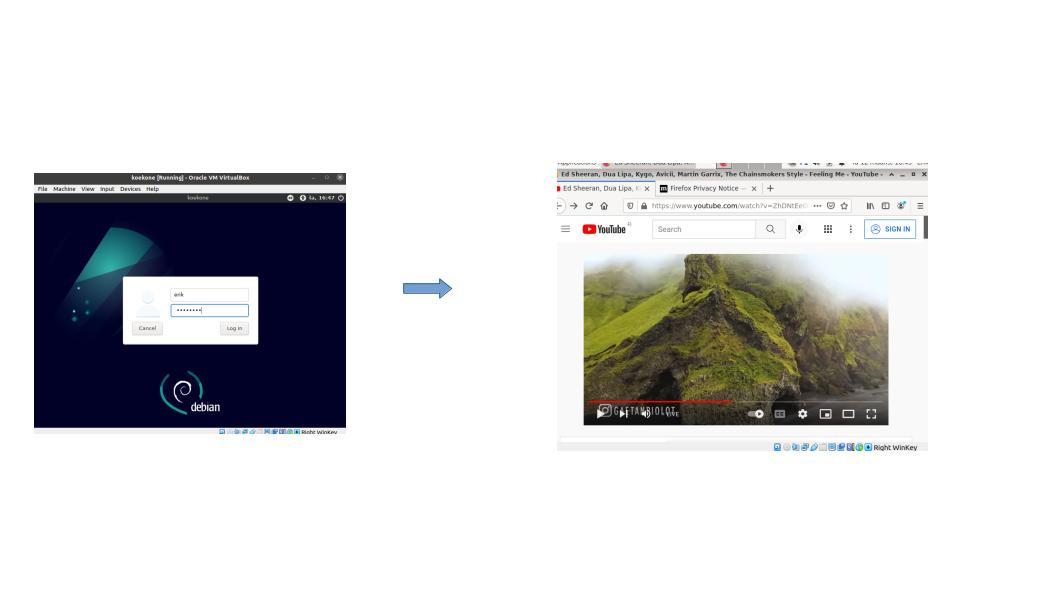 koekone [Running] - Oracle VM VirtualBox
File Machine View Input Devices Help
koekone
la, 16:47
erik
••••••••
Cancel
Log In
debian
Right WinKey
Ed Sheeran, Dua Lipa, Kygo, Avicii, Martin Garrix, The Chainsmokers Style - Feeling Me - YouTube -
Ed Sheeran, Dua Lipa, K
Firefox Privacy Notice —
https://www.youtube.com/watch?v=ZhDNtEe
YouTube
FI
Search
SIGN IN
GAETANBIOLOT
LIVE
CC
Right WinKey